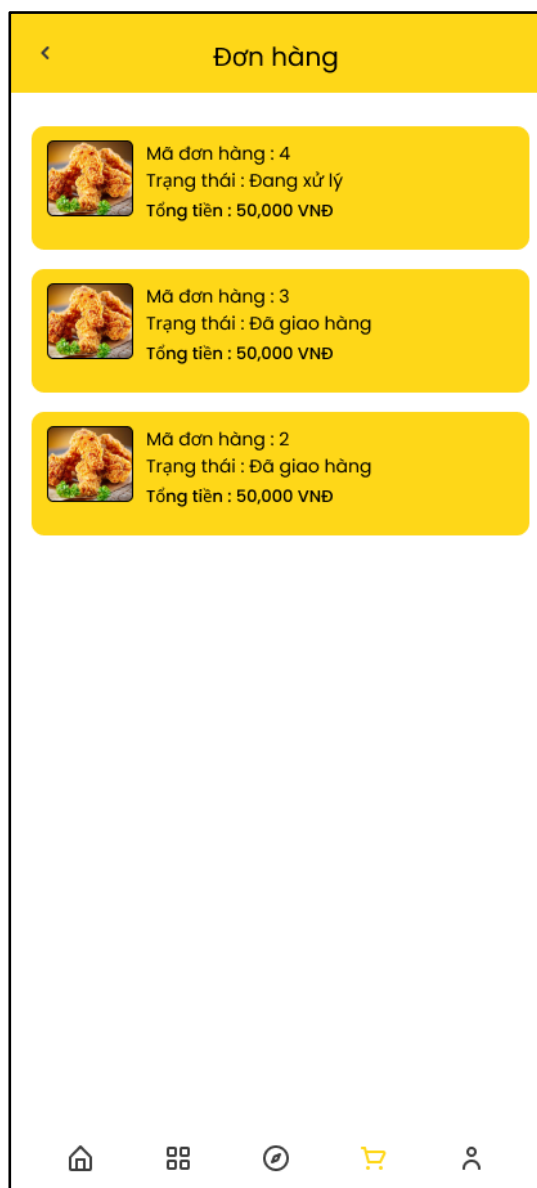 Đơn hàng
Mã đơn hàng : 4
Trạng thái : Đang xử lý
Tổng tiền : 50,000 VNĐ
Mã đơn hàng : 3
Trạng thái : Đã giao hàng
Tổng tiền : 50,000 VNĐ
Mã đơn hàng : 2
Trạng thái : Đã giao hàng
Tổng tiền : 50,000 VNĐ